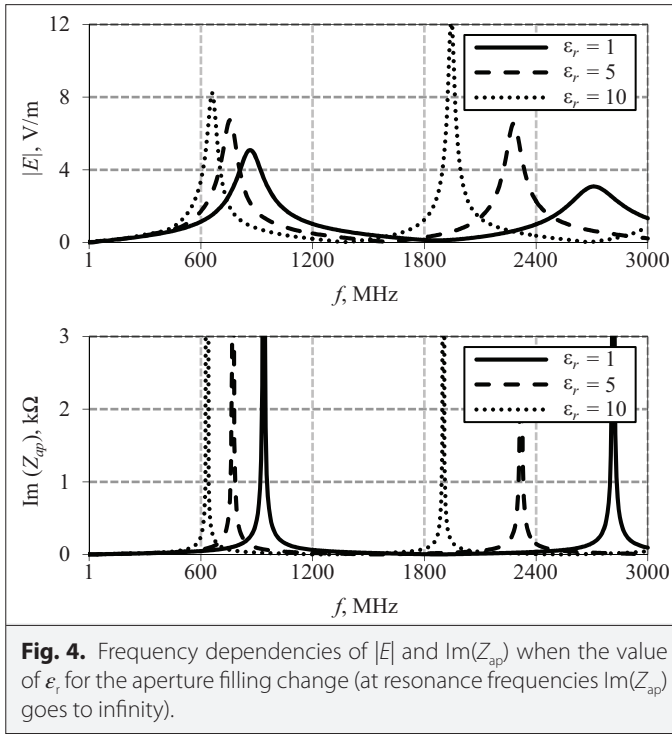 12
8
4
0
|E|, V/m
εr = 1
εr = 5
εr = 10
1 600 1200 1800 2400 3000
f, MHz
3
2
1
0
Im (Zap), kΩ
εr = 1
εr = 5
εr = 10
1 600 1200 1800 2400 3000
f, MHz
Fig. 4. Frequency dependencies of |E| and Im(Zap) when the value
of εr for the aperture filling change (at resonance frequencies Im(Zap)
goes to infinity).